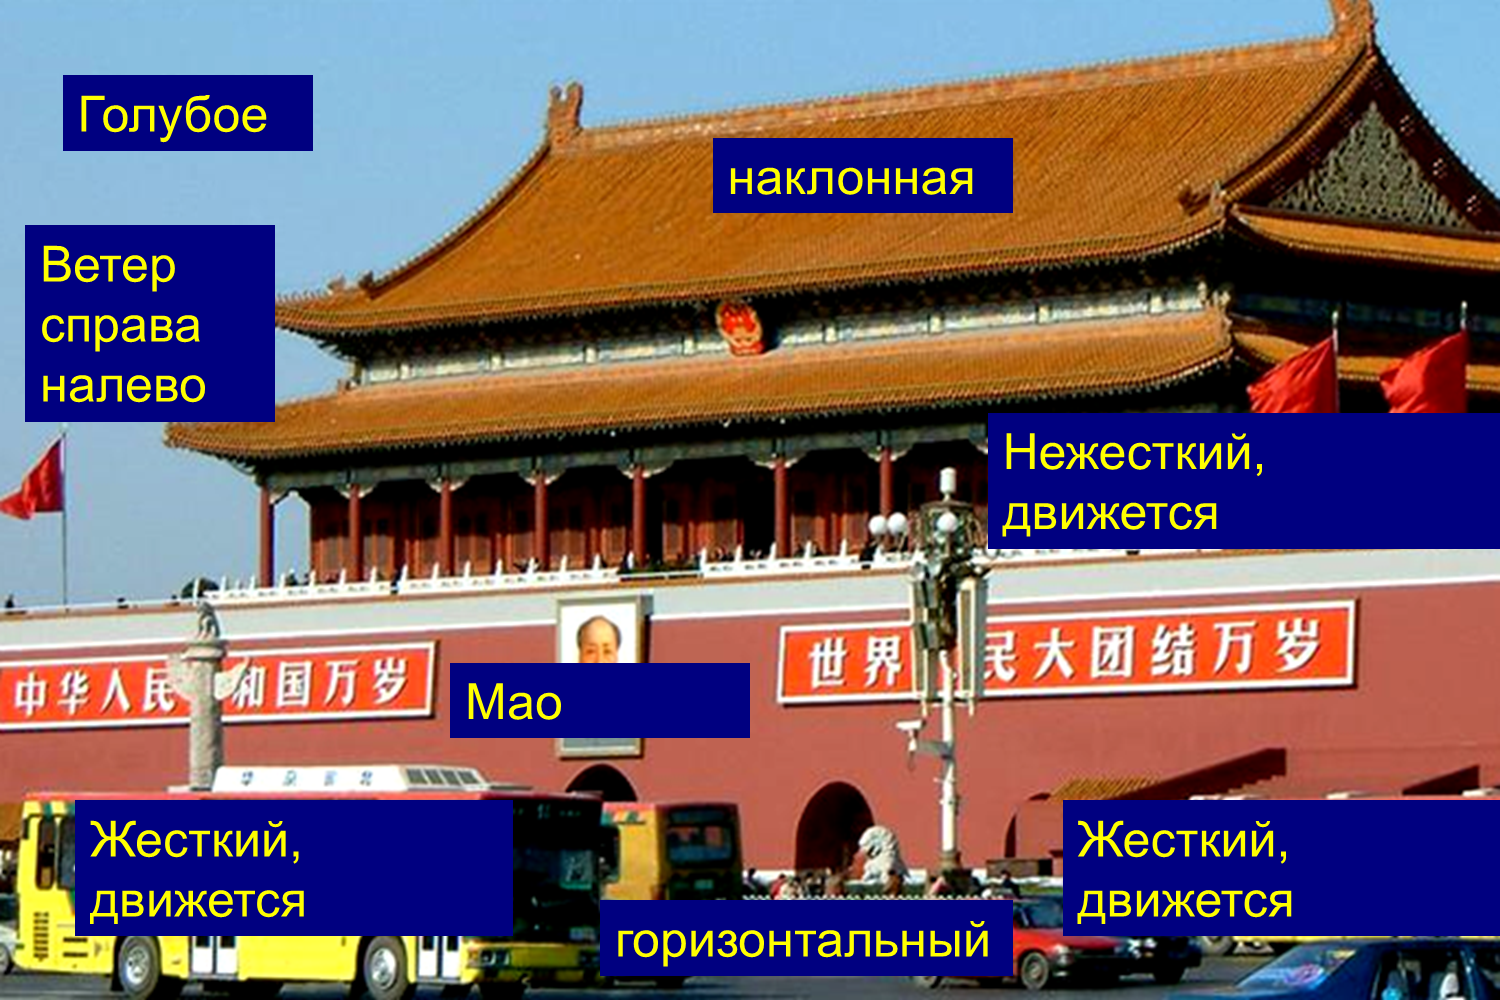 Голубое
наклонная
Ветер
справа
налево
Нежесткий,
движется
中华人民 和国万岁
世界 民大团结万岁
Мао
Жесткий,
движется
Жесткий,
движется
горизонтальный